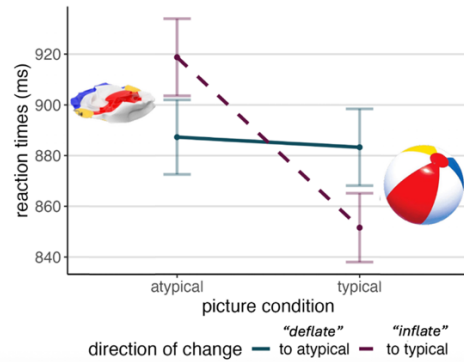 reaction times (ms)
920
900
880
860
840
atypical typical
picture condition
"deflate" "inflate"
direction of change to atypical to typical